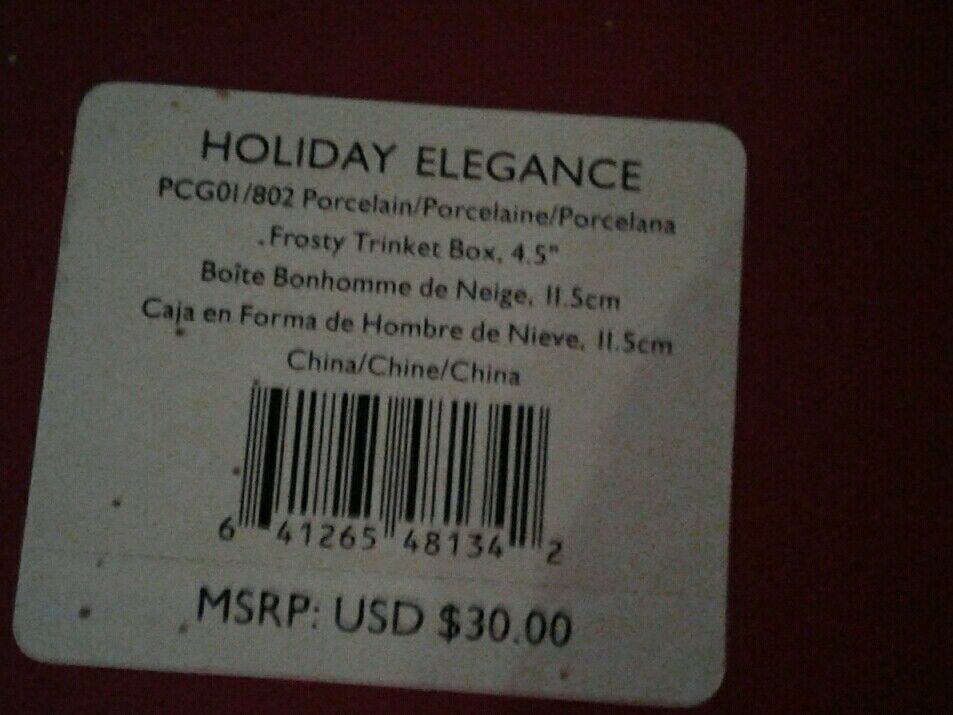 HOLIDAY ELEGANCE
PCG01/802 Porcelain/Porcelaine/Porcelana
Frosty Trinket Box, 4.5"
Boîte Bonhomme de Neige, 11.5cm
Caja en Forma de Hombre de Nieve, 11.5cm
China/Chine/China
6 41265 48134 2
MSRP: USD $30.00